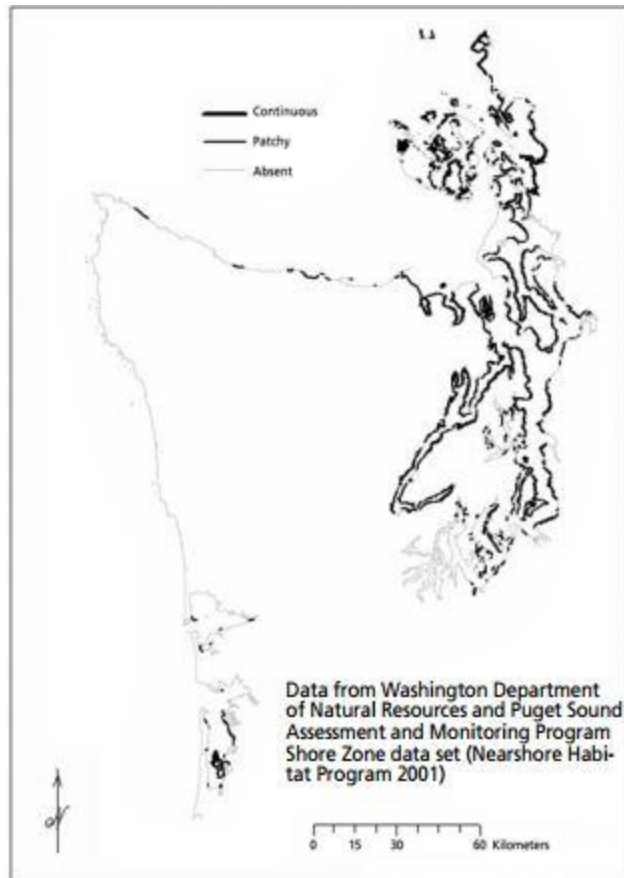 Continuous
Patchy
Absent
Data from Washington Department
of Natural Resources and Puget Sound
Assessment and Monitoring Program
Shore Zone data set (Nearshore Habi-
tat Program 2001)
N
0 15 30 60 Kilometers